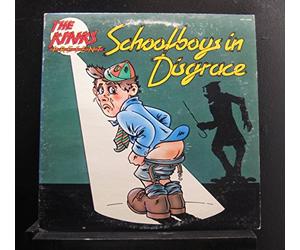 THE
KINKS
Schoolboys in
Disgrace